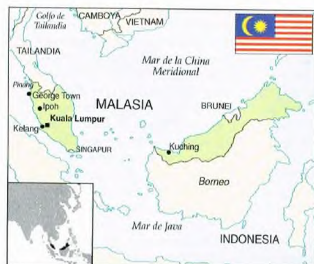 Golfo de
Tailandia
CAMBOYA
VIETNAM
TAILANDIA
Mar de la China
Meridional
Pinang
George Town
Ipoh
MALASIA
BRUNEI
Kuala Lumpur
Kelang
SINGAPUR
Kuching
Borneo
Mar de Java
INDONESIA